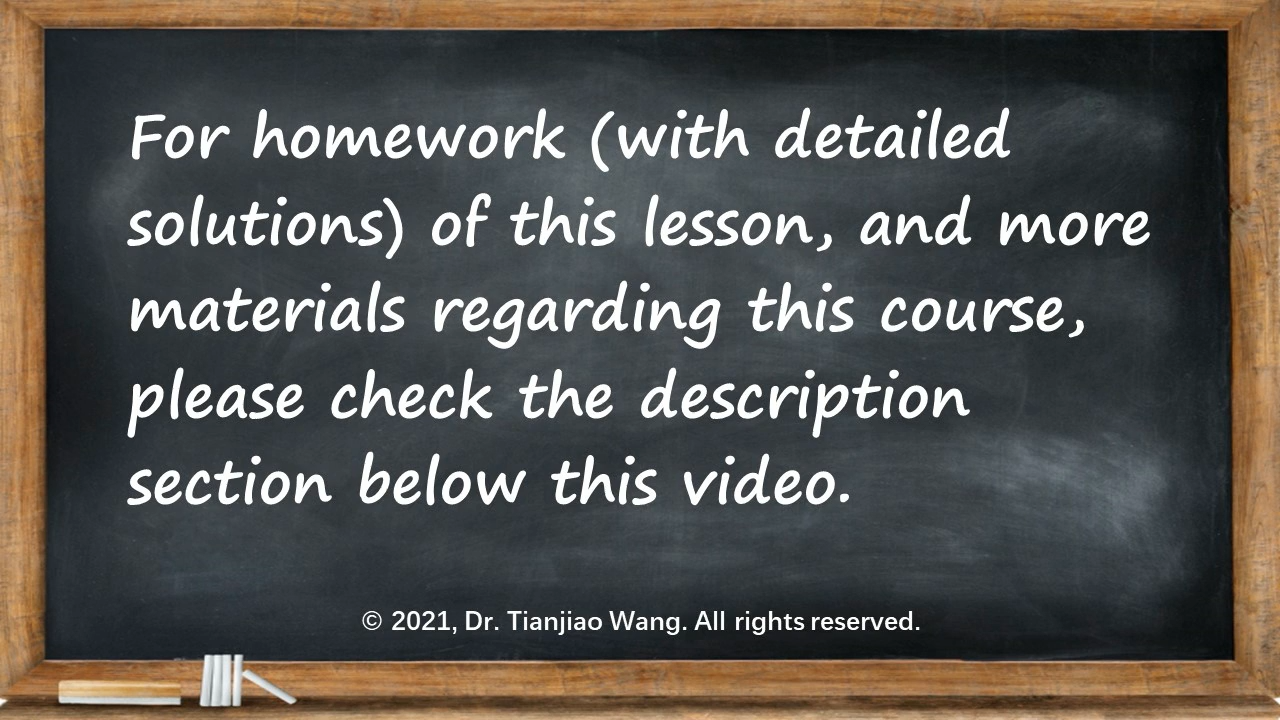 For homework (with detailed
solutions) of this lesson, and more
materials regarding this course,
please check the description
section below this video.
© 2021, Dr. Tianjiao Wang. All rights reserved.